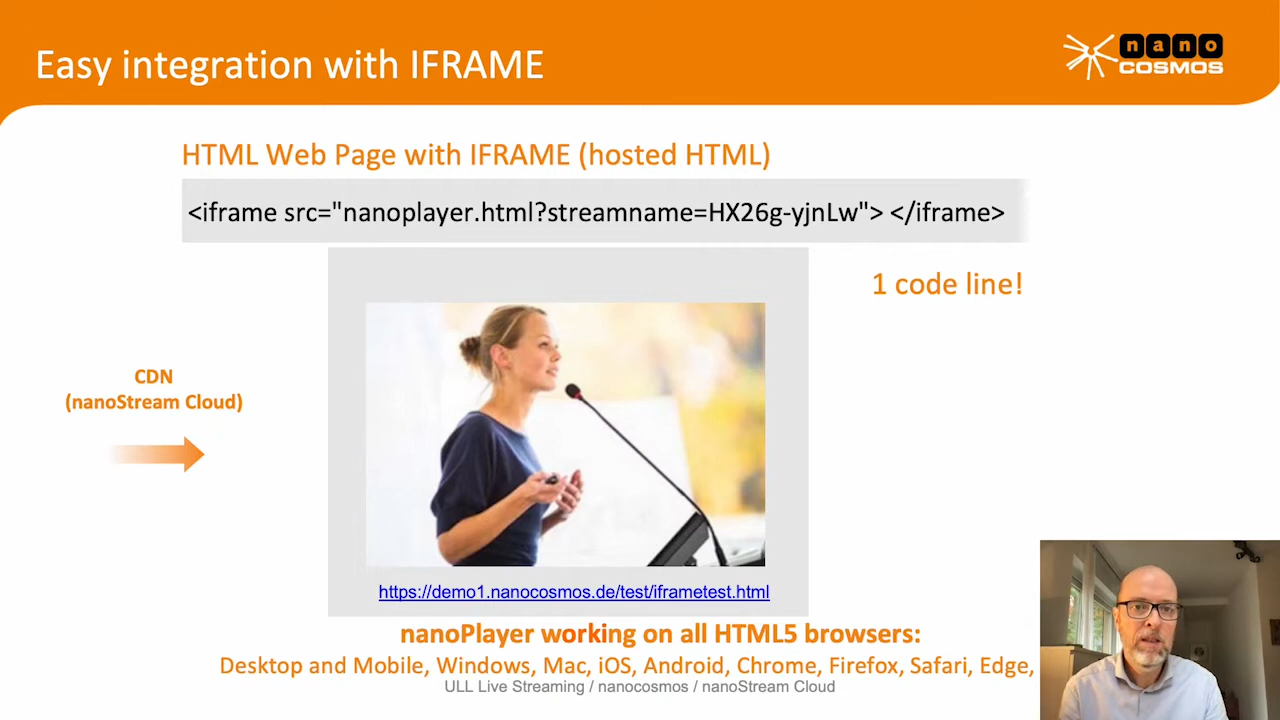 Easy integration with IFRAME
nano
COSMOS
HTML Web Page with IFRAME (hosted HTML)
<iframe src="nanoplayer.html?streamname=HX26g-yjnLw"> </iframe>
1 code line!
CDN
(nanoStream Cloud)
https://demo1.nanocosmos.de/test/iframetest.html
nanoPlayer working on all HTML5 browsers:
Desktop and Mobile, Windows, Mac, iOS, Android, Chrome, Firefox, Safari, Edge,
ULL Live Streaming / nanocosmos / nanoStream Cloud